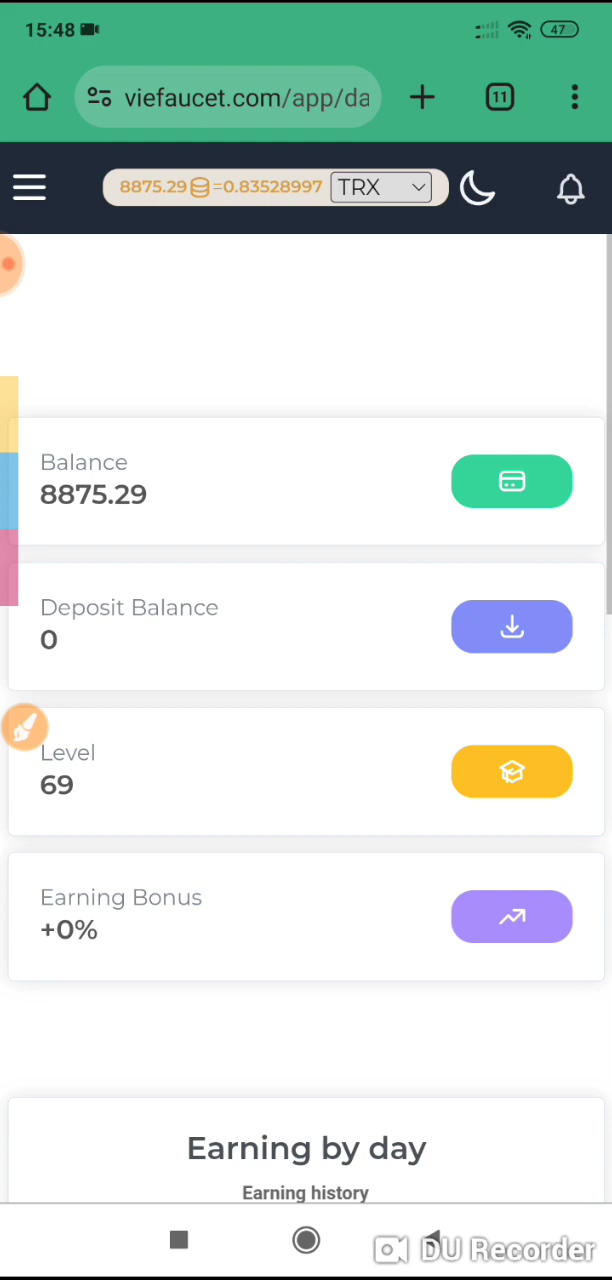 15:48
47
viefaucet.com/app/da
11
8875.29=0.83528997 TRX
Balance
8875.29
Deposit Balance
0
Level
69
Earning Bonus
+0%
Earning by day
Earning history
DU Recorder